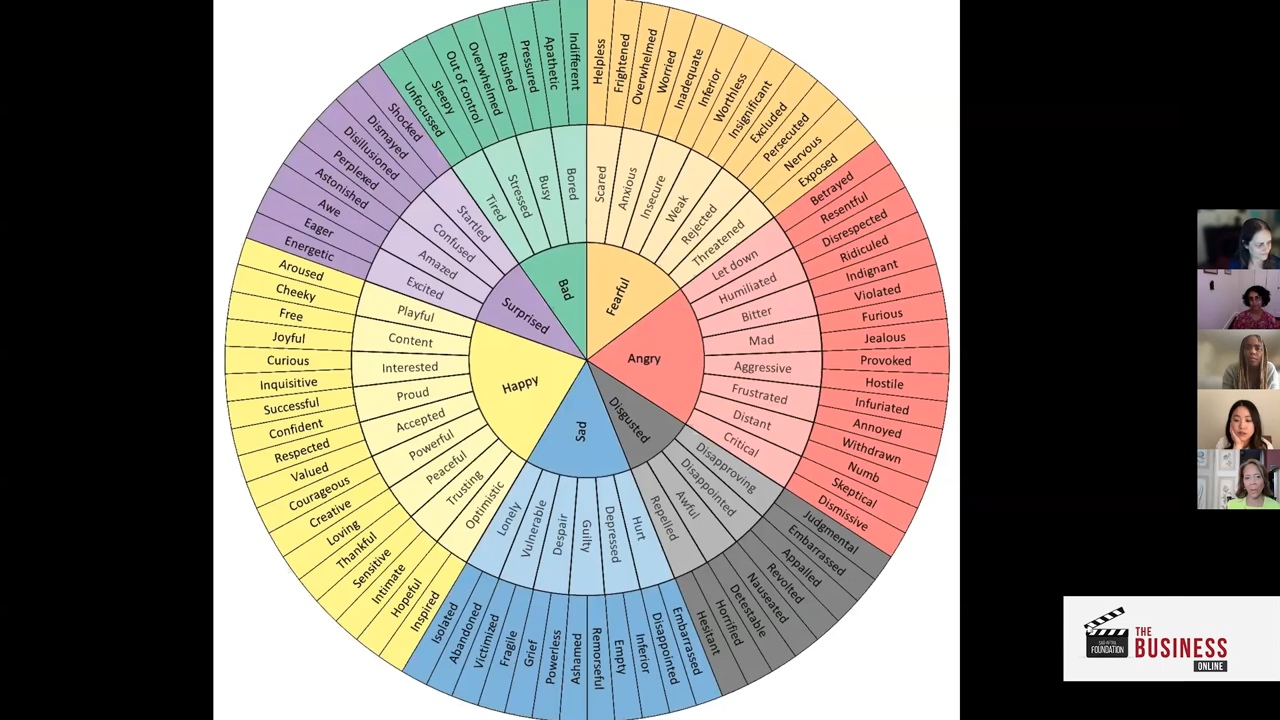 Fearful
Angry
Disgusted
Sad
Happy
Surprised
Bad
Scared
Anxious
Insecure
Weak
Rejected
Threatened
Let down
Humiliated
Bitter
Mad
Aggressive
Frustrated
Distant
Critical
Disapproving
Disappointed
Awful
Repelled
Hurt
Depressed
Guilty
Despair
Vulnerable
Lonely
Optimistic
Trusting
Peaceful
Powerful
Accepted
Proud
Interested
Content
Playful
Excited
Amazed
Confused
Startled
Tired
Stressed
Busy
Bored
Helpless
Frightened
Overwhelmed
Worried
Inadequate
Inferior
Worthless
Insignificant
Excluded
Persecuted
Nervous
Exposed
Betrayed
Resentful
Disrespected
Ridiculed
Indignant
Violated
Furious
Jealous
Provoked
Hostile
Infuriated
Annoyed
Withdrawn
Numb
Skeptical
Dismissive
Judgmental
Embarrassed
Appalled
Revolted
Nauseated
Detestable
Horrified
Hesitant
Embarrassed
Disappointed
Inferior
Empty
Remorseful
Ashamed
Powerless
Grief
Fragile
Victimized
Abandoned
Isolated
Inspired
Hopeful
Intimate
Sensitive
Thankful
Loving
Creative
Courageous
Valued
Respected
Confident
Successful
Inquisitive
Curious
Joyful
Free
Cheeky
Aroused
Energetic
Eager
Awe
Astonished
Perplexed
Disillusioned
Dismayed
Shocked
Unfocussed
Sleepy
Out of control
Overwhelmed
Rushed
Pressured
Apathetic
Indifferent
SAG-AFTRA
FOUNDATION
THE
BUSINESS
ONLINE